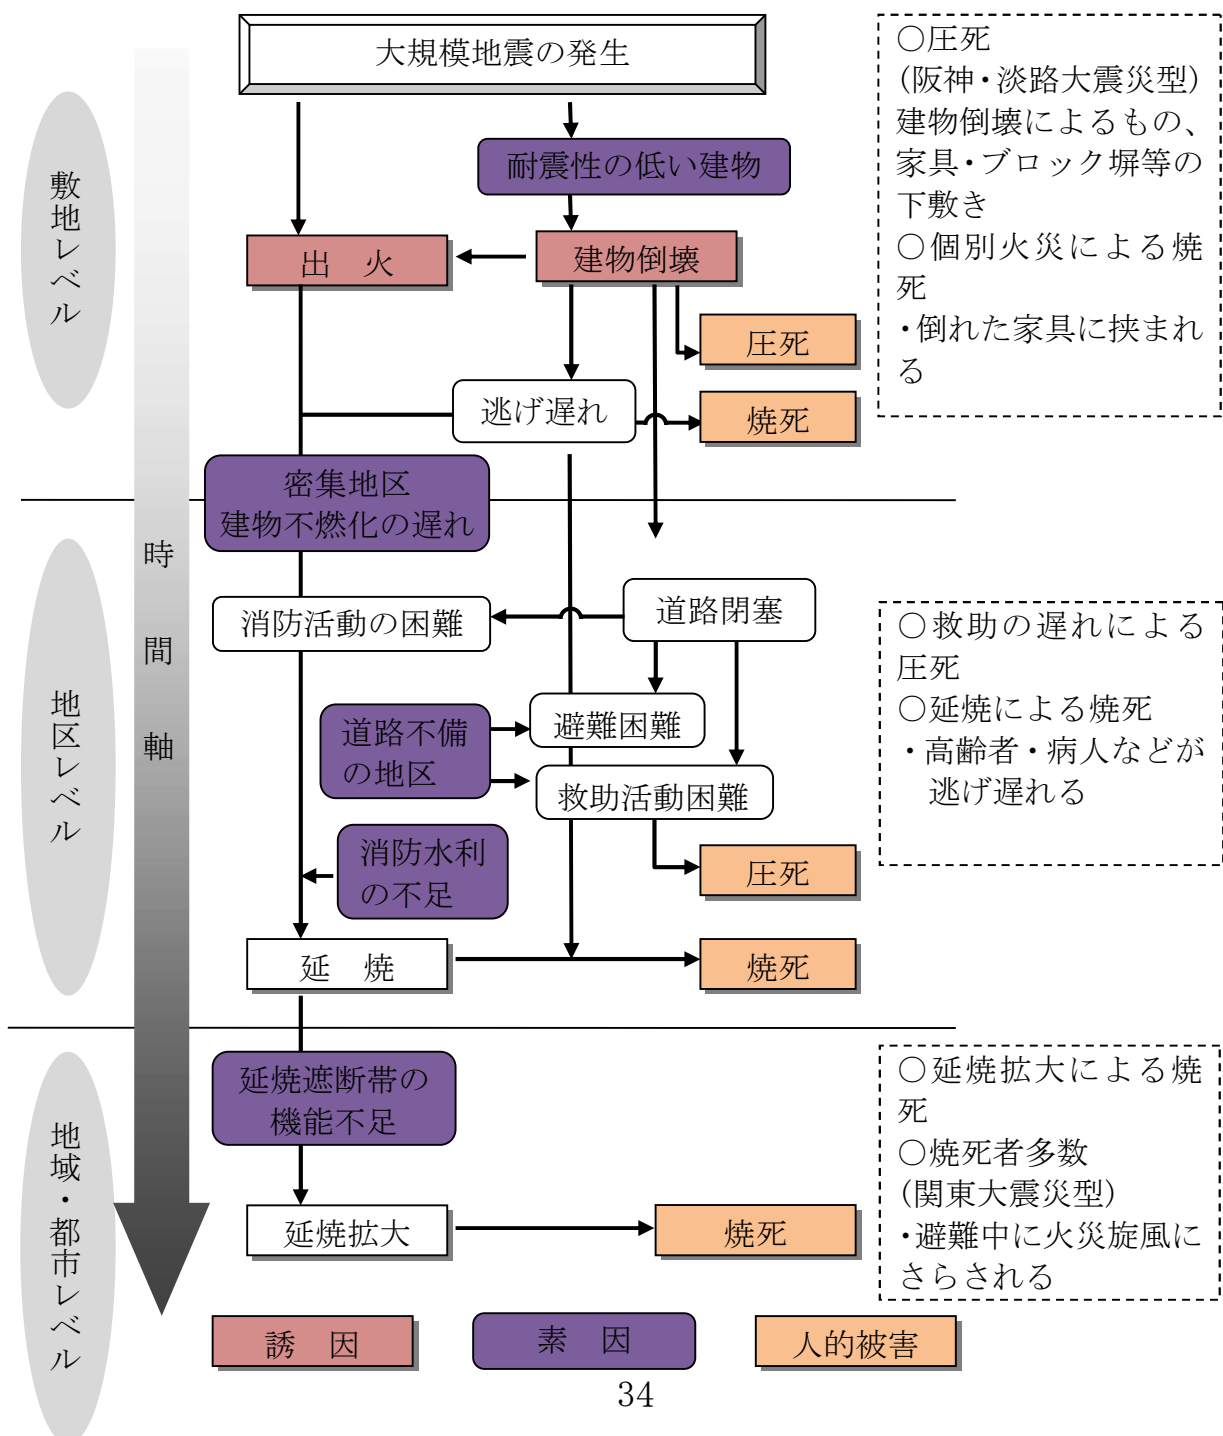 大規模地震の発生
耐震性の低い建物
出　火
建物倒壊
圧死
逃げ遅れ
焼死
密集地区
建物不燃化の遅れ
消防活動の困難
道路閉塞
避難困難
道路不備
の地区
救助活動困難
消防水利
の不足
圧死
延　焼
焼死
延焼遮断帯の
機能不足
延焼拡大
焼死
誘　因
素　因
人的被害
敷地レベル
地区レベル
地域・都市レベル
時間軸
○圧死
(阪神・淡路大震災型)
建物倒壊によるもの、
家具・ブロック塀等の
下敷き
○個別火災による焼
死
・倒れた家具に挟まれ
る
○救助の遅れによる
圧死
○延焼による焼死
・高齢者・病人などが
逃げ遅れる
○延焼拡大による焼
死
○焼死者多数
(関東大震災型)
・避難中に火災旋風に
さらされる
34